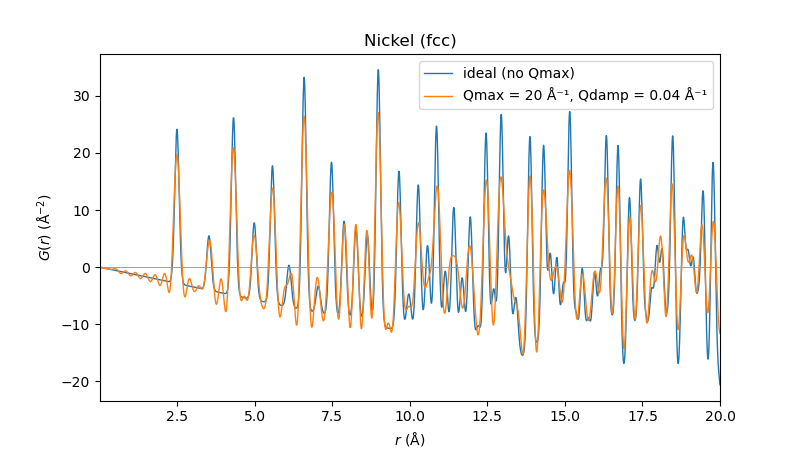 Nickel (fcc)
ideal (no Qmax)
Qmax = 20 Å⁻¹, Qdamp = 0.04 Å⁻¹
G(r) (Å⁻²)
30
20
10
0
−10
−20
2.5 5.0 7.5 10.0 12.5 15.0 17.5 20.0
r (Å)